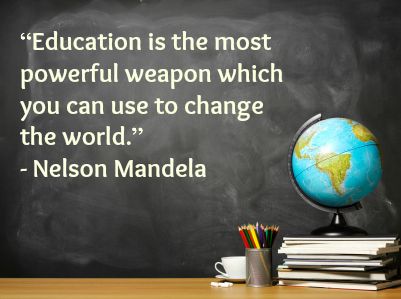 “Education is the most
powerful weapon which
you can use to change
the world.”
- Nelson Mandela